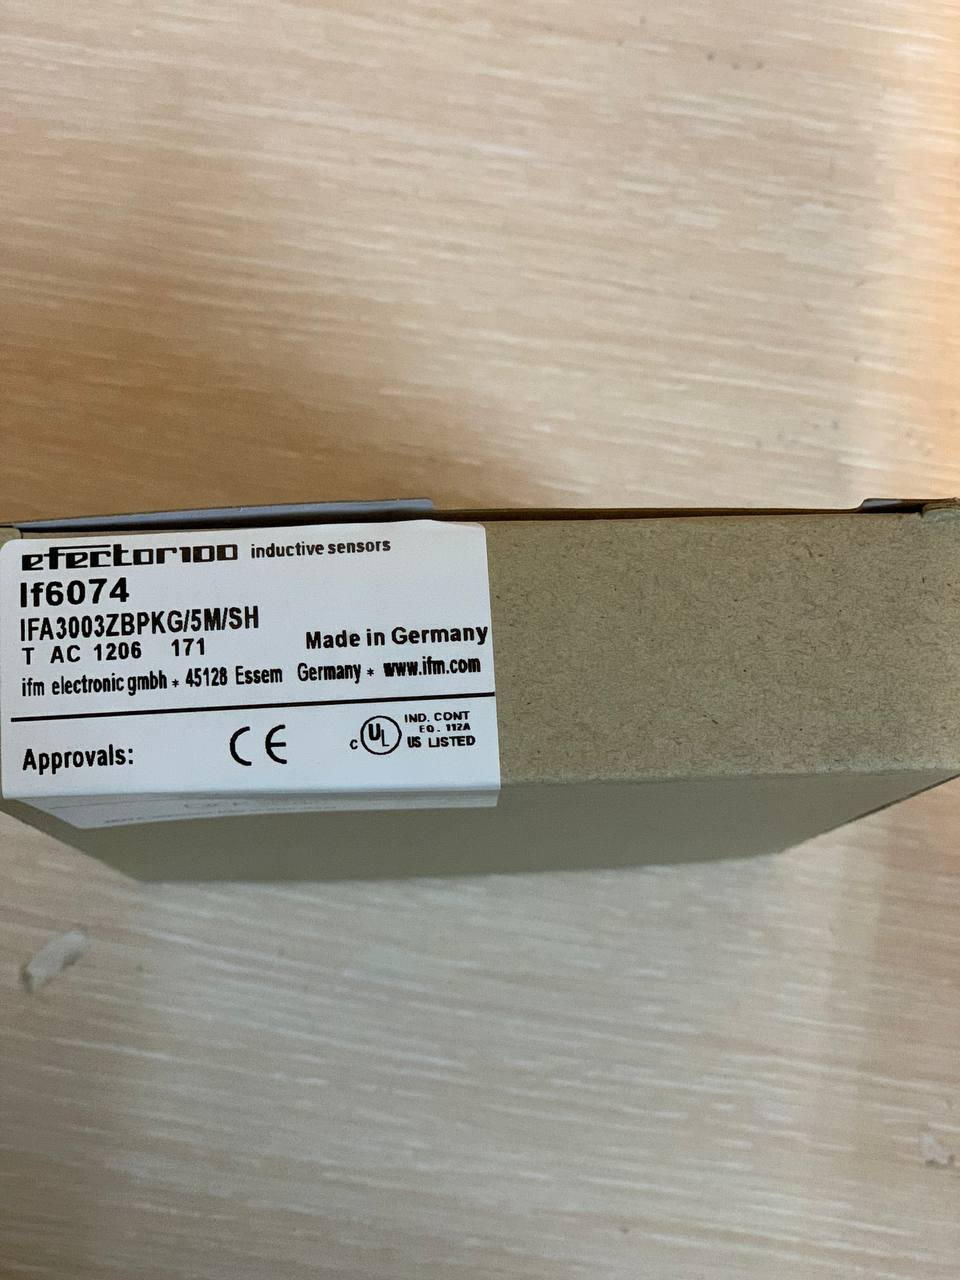 efector100 inductive sensors
If6074
IFA3003ZBPKG/5M/SH
T AC 1206 171 Made in Germany
ifm electronic gmbh * 45128 Essem Germany * www.ifm.com
Approvals: CE c UL US LISTED
IND. CONT
EQ. 112A